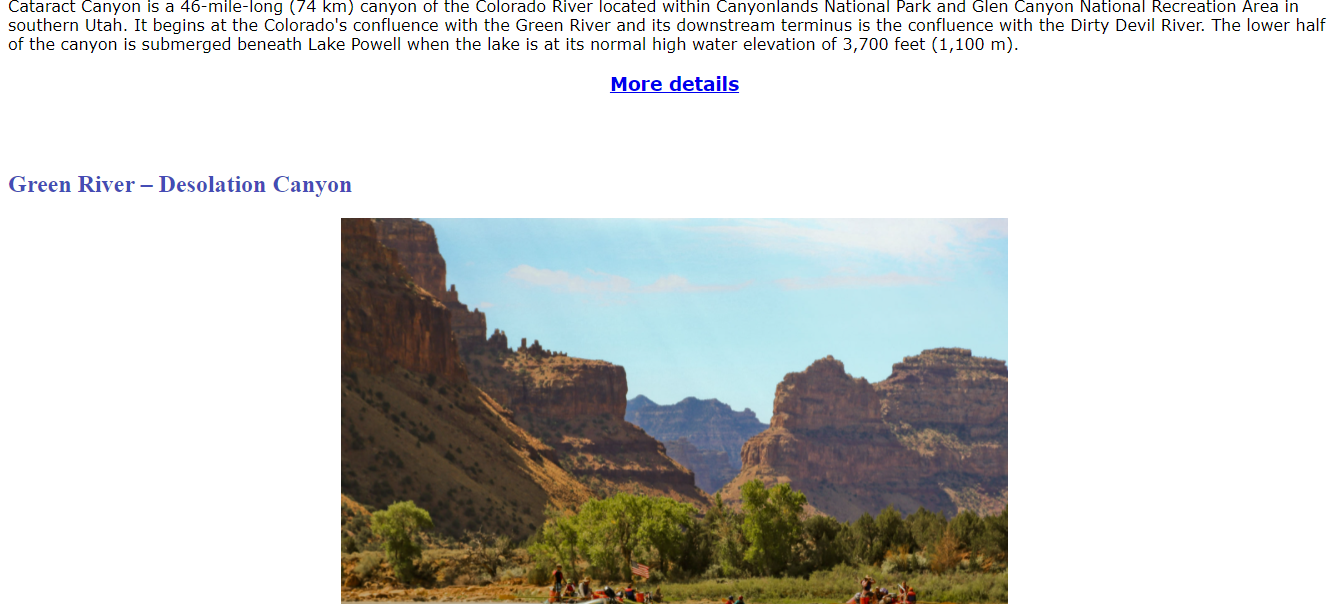 Cataract Canyon is a 46-mile-long (74 km) canyon of the Colorado River located within Canyonlands National Park and Glen Canyon National Recreation Area in
southern Utah. It begins at the Colorado's confluence with the Green River and its downstream terminus is the confluence with the Dirty Devil River. The lower half
of the canyon is submerged beneath Lake Powell when the lake is at its normal high water elevation of 3,700 feet (1,100 m).
More details
Green River – Desolation Canyon